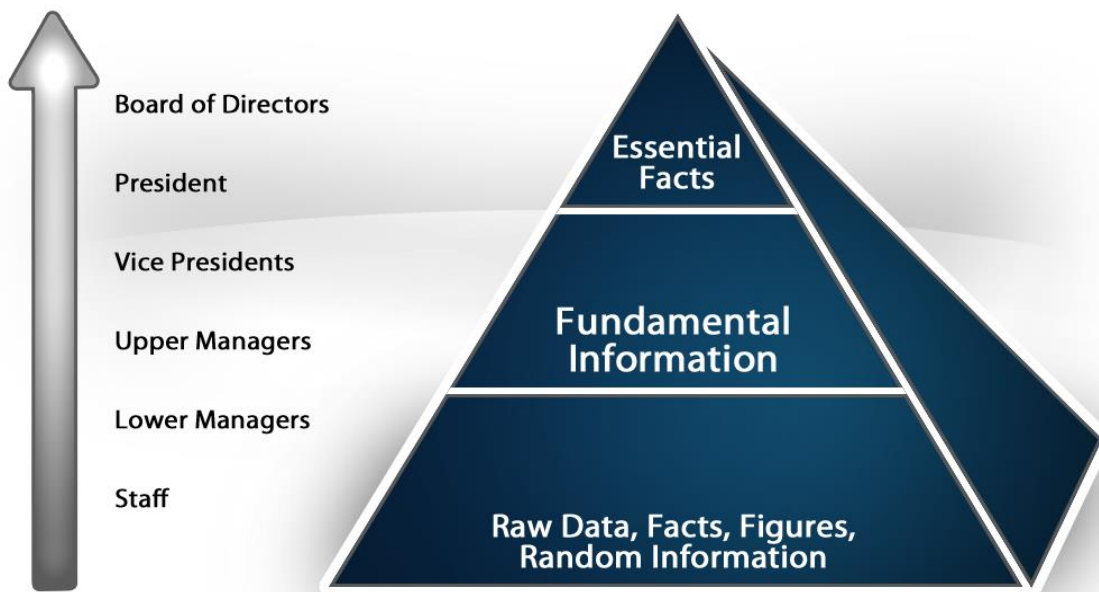 Board of Directors
President
Vice Presidents
Upper Managers
Lower Managers
Staff
Essential
Facts
Fundamental
Information
Raw Data, Facts, Figures,
Random Information